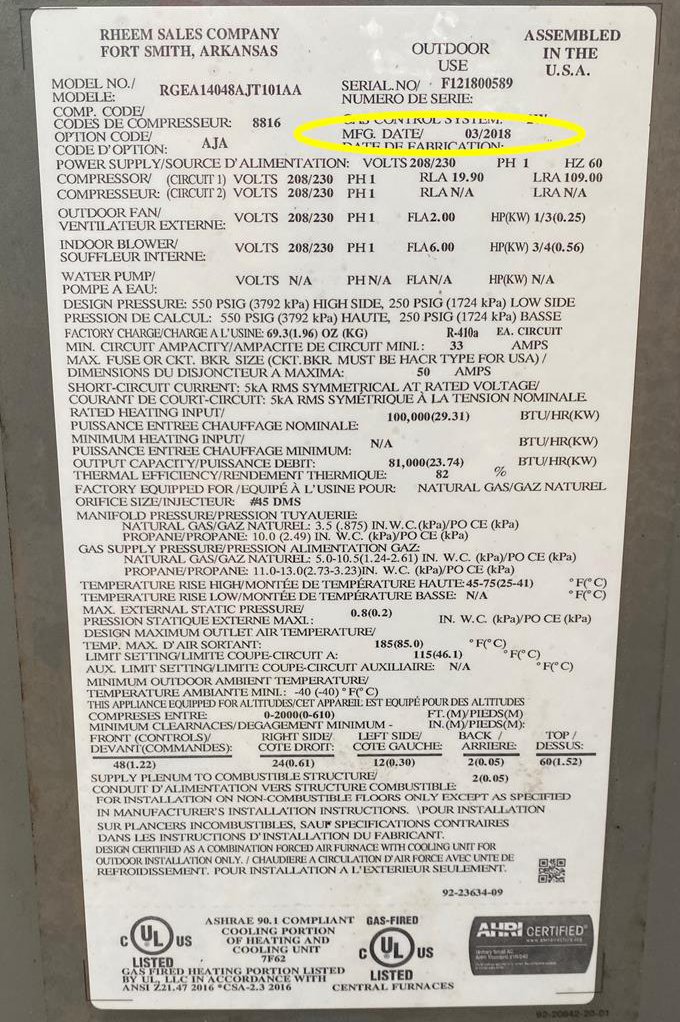 RHEEM SALES COMPANY
FORT SMITH, ARKANSAS
OUTDOOR
USE
ASSEMBLED
IN THE
U.S.A.
MODEL NO./
MODELE: RGEA14048AJT101AA
SERIAL.NO/ F121800589
NUMERO DE SERIE:
COMP. CODE/
CODES DE COMPRESSEUR: 8816
GAS CONTROL SYSTEM:
OPTION CODE/
CODE D'OPTION: AJA
MFG. DATE/ 03/2018
DATE DE FABRICATION:
POWER SUPPLY/SOURCE D'ALIMENTATION: VOLTS 208/230 PH 1 HZ 60
COMPRESSOR/ (CIRCUIT 1) VOLTS 208/230 PH 1 RLA 19.90 LRA 109.00
COMPRESSEUR: (CIRCUIT 2) VOLTS 208/230 PH 1 RLA N/A LRA N/A
OUTDOOR FAN/
VENTILATEUR EXTERNE: VOLTS 208/230 PH 1 FLA 2.00 HP(KW) 1/3(0.25)
INDOOR BLOWER/
SOUFFLEUR INTERNE: VOLTS 208/230 PH 1 FLA 6.00 HP(KW) 3/4(0.56)
WATER PUMP/
POMPE A EAU: VOLTS N/A PH N/A FLA N/A HP(KW) N/A
DESIGN PRESSURE: 550 PSIG (3792 kPa) HIGH SIDE, 250 PSIG (1724 kPa) LOW SIDE
PRESSION DE CALCUL: 550 PSIG (3792 kPa) HAUTE, 250 PSIG (1724 kPa) BASSE
FACTORY CHARGE/CHARGE A L'USINE: 69.3(1.96) OZ (KG) R-410a EA. CIRCUIT
MIN. CIRCUIT AMPACITY/AMPACITE DE CIRCUIT MINI.: 33 AMPS
MAX. FUSE OR CKT. BKR. SIZE (CKT.BKR. MUST BE HACR TYPE FOR USA) /
DIMENSIONS DU DISJONCTEUR A MAXIMA: 50 AMPS
SHORT-CIRCUIT CURRENT: 5kA RMS SYMMETRICAL AT RATED VOLTAGE/
COURANT DE COURT-CIRCUIT: 5kA RMS SYMETRIQUE À LA TENSION NOMINALE
RATED HEATING INPUT/
PUISSANCE ENTREE CHAUFFAGE NOMINALE: 100,000(29.31) BTU/HR(KW)
MINIMUM HEATING INPUT/
PUISSANCE ENTREE CHAUFFAGE MINIMUM: N/A BTU/HR(KW)
OUTPUT CAPACITY/PUISSANCE DEBIT: 81,000(23.74) BTU/HR(KW)
THERMAL EFFICIENCY/RENDEMENT THERMIQUE: 82 %
FACTORY EQUIPPED FOR /EQUIPÉ À L'USINE POUR: NATURAL GAS/GAZ NATUREL
ORIFICE SIZE/INJECTEUR: #45 DMS
MANIFOLD PRESSURE/PRESSION TUYAUERIE:
NATURAL GAS/GAZ NATUREL: 3.5 (.875) IN. W.C. (kPa)/PO CE (kPa)
PROPANE/PROPANE: 10.0 (2.49) IN. W.C. (kPa)/PO CE (kPa)
GAS SUPPLY PRESSURE/PRESSION ALIMENTATION GAZ:
NATURAL GAS/GAZ NATUREL: 5.0-10.5(1.24-2.61) IN. W.C. (kPa)/PO CE (kPa)
PROPANE/PROPANE: 11.0-13.0(2.73-3.23)IN. W.C. (kPa)/PO CE (kPa)
TEMPERATURE RISE HIGH/MONTÉE DE TEMPÉRATURE HAUTE: 45-75(25-41) °F(°C)
TEMPERATURE RISE LOW/MONTÉE DE TEMPÉRATURE BASSE: N/A °F(°C)
MAX. EXTERNAL STATIC PRESSURE/
PRESSION STATIQUE EXTERNE MAXI.: 0.8(0.2) IN. W.C. (kPa)/PO CE (kPa)
DESIGN MAXIMUM OUTLET AIR TEMPERATURE/
TEMP. MAX. D'AIR SORTANT: 185(85.0) °F(°C)
LIMIT SETTING/LIMITE COUPE-CIRCUIT A: 115(46.1) °F(°C)
AUX. LIMIT SETTING/LIMITE COUPE-CIRCUIT AUXILIAIRE: N/A °F(°C)
MINIMUM OUTDOOR AMBIENT TEMPERATURE/
TEMPERATURE AMBIANTE MINI.: -40 (-40) °F(°C)
THIS APPLIANCE EQUIPPED FOR ALTITUDES/CET APPAREIL EST EQUIPÉ POUR DES ALTITUDES
COMPRESES ENTRE: 0-2000(0-610) FT. (M)/PIEDS(M)
MINIMUM CLEARNACES/DEGAGEMENT MINIMUM - IN. (M)/PIEDS(M):
FRONT (CONTROLS)/ RIGHT SIDE/ LEFT SIDE/ BACK / TOP /
DEVANT(COMMANDES): COTE DROIT: COTE GAUCHE: ARRIERE: DESSUS:
48(1.22) 24(0.61) 12(0.30) 2(0.05) 60(1.52)
SUPPLY PLENUM TO COMBUSTIBLE STRUCTURE/ 2(0.05)
CONDUIT D'ALIMENTATION VERS STRUCTURE COMBUSTIBLE:
FOR INSTALLATION ON NON-COMBUSTIBLE FLOORS ONLY EXCEPT AS SPECIFIED
IN MANUFACTURER'S INSTALLATION INSTRUCTIONS. \POUR INSTALLATION
SUR PLANCERS INCOMBUSTIBLES, SAUF SPECIFICATIONS CONTRAIRES
DANS LES INSTRUCTIONS D'INSTALLATION DU FABRICANT.
DESIGN CERTIFIED AS A COMBINATION FORCED AIR FURNACE WITH COOLING UNIT FOR
OUTDOOR INSTALLATION ONLY. / CHAUDIERE A CIRCULATION D'AIR FORCE AVEC UNTE DE
REFROIDISSEMENT. POUR INSTALLATION A L'EXTERIEUR SEULEMENT.
92-23634-09
C UL US
LISTED
ASHRAE 90.1 COMPLIANT
COOLING PORTION
OF HEATING AND
COOLING UNIT
7F62
GAS FIRED HEATING PORTION LISTED
BY UL, LLC IN ACCORDANCE WITH
ANSI Z21.47 2016 *CSA-2.3 2016
GAS-FIRED
C UL US
LISTED
CENTRAL FURNACES
AHRI CERTIFIED
www.ahridirectory.org
92-20842-20-01